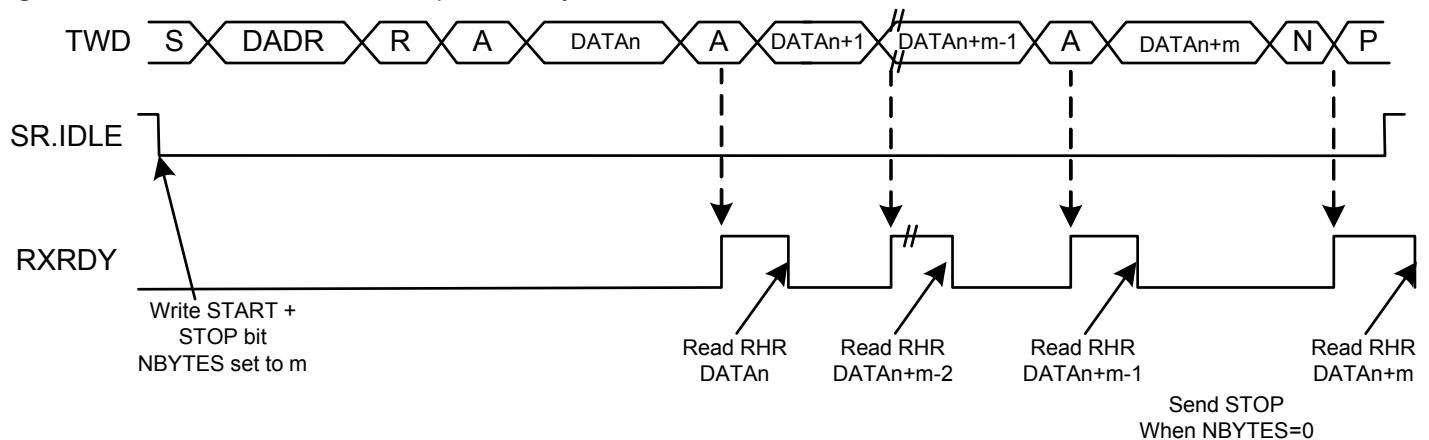 TWD S DADR R A DATAn A DATAn+1 DATAn+m-1 A DATAn+m N P
SR.IDLE
RXRDY
Write START +
STOP bit
NBYTES set to m
Read RHR
DATAn
Read RHR
DATAn+m-2
Read RHR
DATAn+m-1
Read RHR
DATAn+m
Send STOP
When NBYTES=0